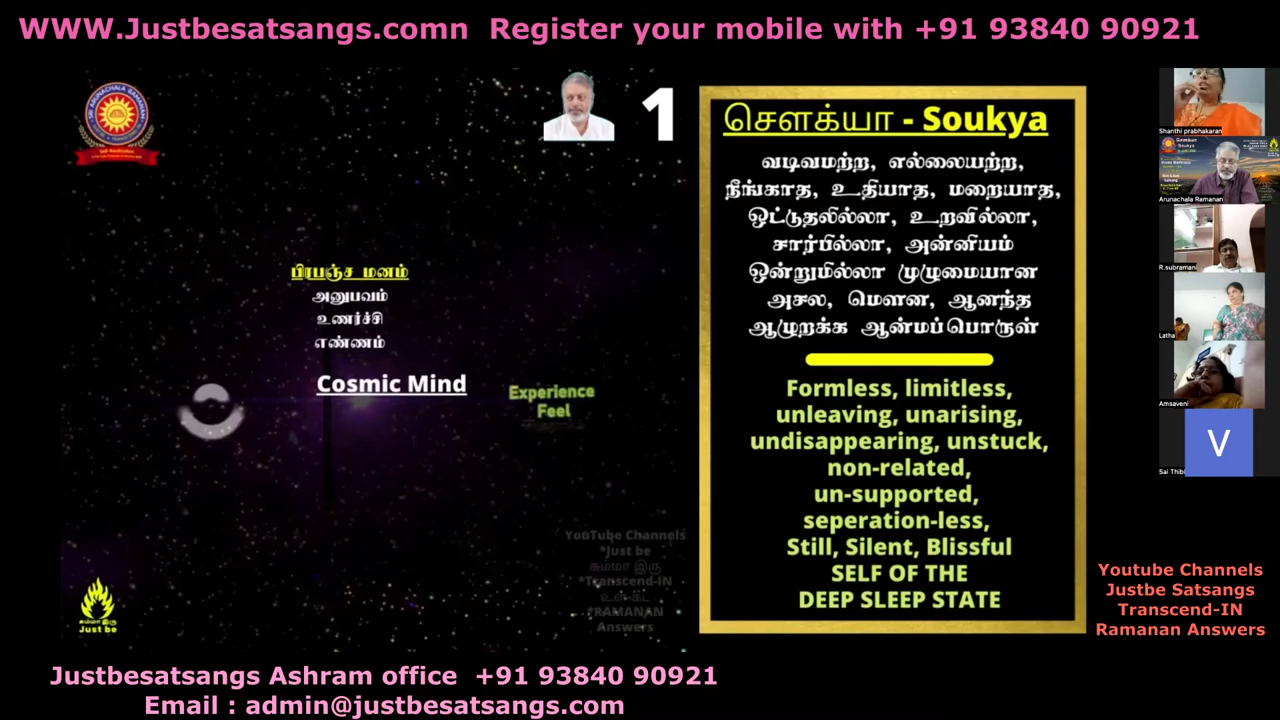 WWW.Justbesatsangs.comn Register your mobile with +91 93840 90921
1
சௌக்யா - Soukya
வடிவமற்ற, எல்லையற்ற,
நீங்காத, உதியாத, மறையாத,
ஒட்டுதலில்லா, உறவில்லா,
சார்பில்லா, அன்னியம்
ஒன்றுமில்லா முழுமையான
அசல, மௌன, ஆனந்த
ஆழுறக்க ஆன்மப்பொருள்
Formless, limitless,
unleaving, unarising,
undisappearing, unstuck,
non-related,
un-supported,
seperation-less,
Still, Silent, Blissful
SELF OF THE
DEEP SLEEP STATE
பிரபஞ்ச மனம்
அனுபவம்
உணர்ச்சி
எண்ணம்
Cosmic Mind
Experience
Feel
YouTube Channels
*Just be
சும்மா இரு
*Transcend-IN
*RAMANAN
Answers
சும்மா இரு
Just be
Shanthi prabhakaran
Arunachala Ramanan
R.subramani
Latha
Amsaveni
V
Sai Thibi
Youtube Channels
Justbe Satsangs
Transcend-IN
Ramanan Answers
Justbesatsangs Ashram office +91 93840 90921
Email : admin@justbesatsangs.com